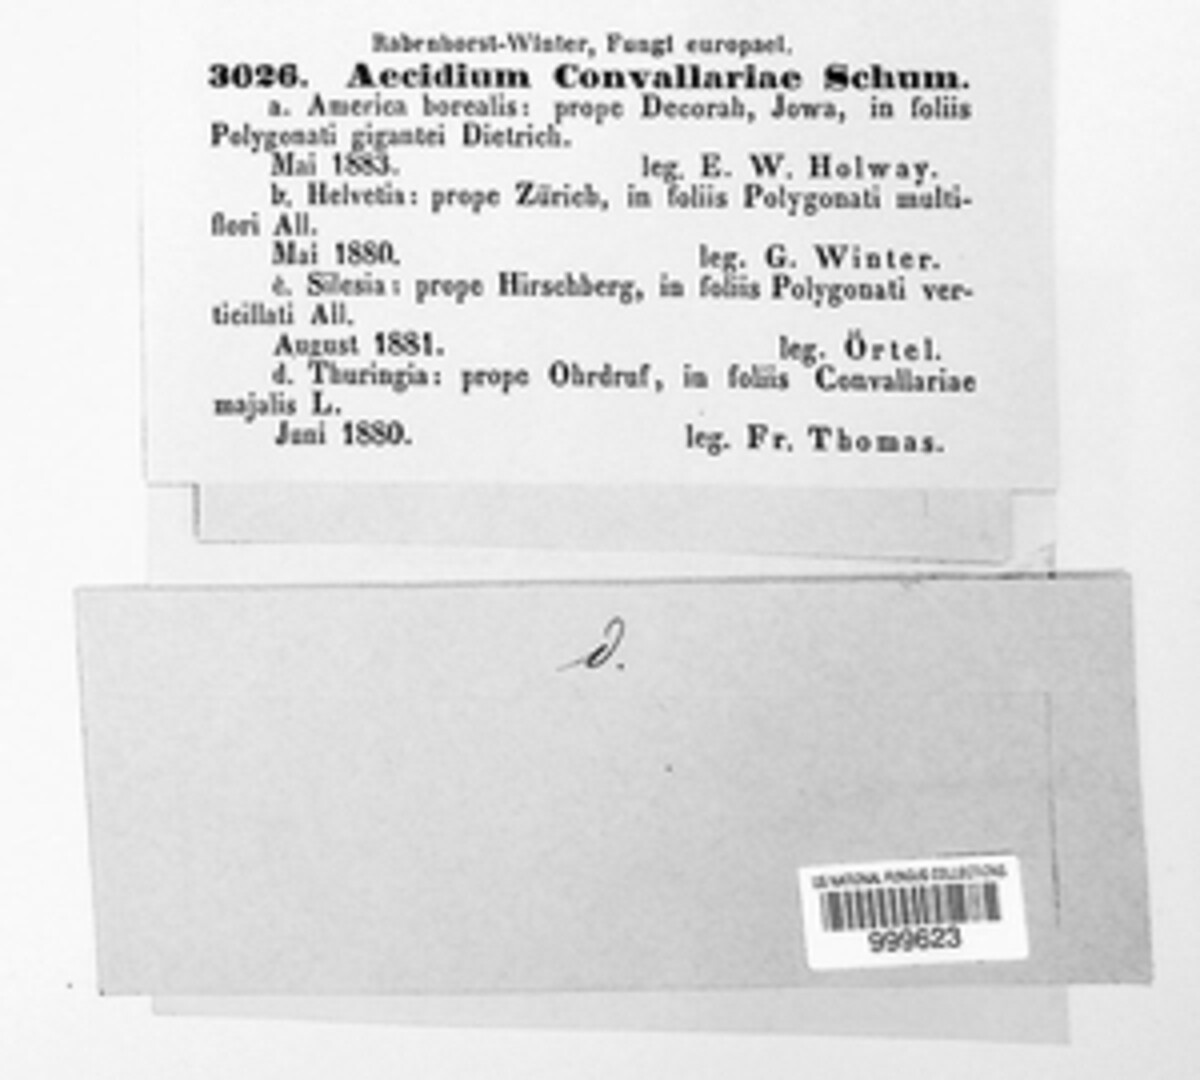 Rabenhorst-Winter, Fungi europaei.
3026. Aecidium Convallariae Schum.
a. America borealis: prope Decorah, Jowa, in foliis
Polygonati gigantei Dietrich.
Mai 1883. leg. E. W. Holway.
b. Helvetia: prope Zürich, in foliis Polygonati multi-
flori All.
Mai 1880. leg. G. Winter.
c. Silesia: prope Hirschberg, in foliis Polygonati ver-
ticillati All.
August 1881. leg. Örtel.
d. Thuringia: prope Ohrdruf, in foliis Convallariae
majalis L.
Juni 1880. leg. Fr. Thomas.
d.
US NATIONAL FUNGUS COLLECTIONS
999623